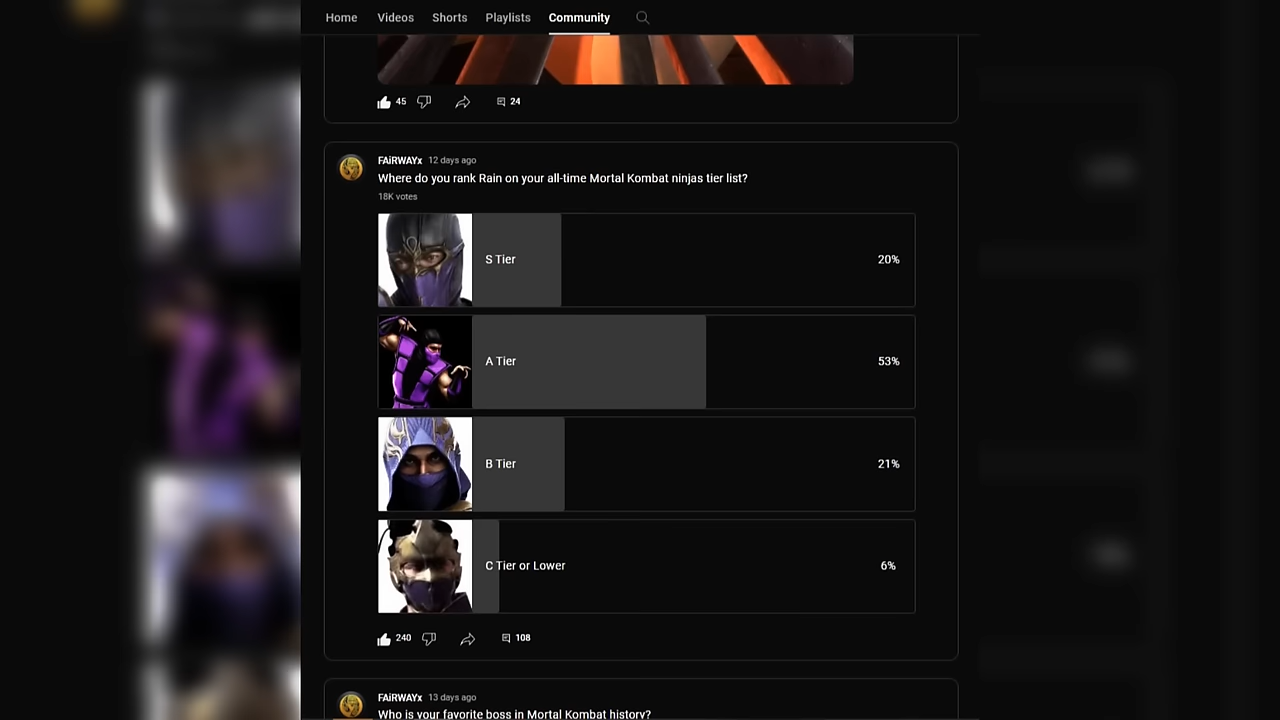 Home Videos Shorts Playlists Community
45 24
FAiRWAYx 12 days ago
Where do you rank Rain on your all-time Mortal Kombat ninjas tier list?
18K votes
S Tier 20%
A Tier 53%
B Tier 21%
C Tier or Lower 6%
240 108
FAiRWAYx 13 days ago
Who is your favorite boss in Mortal Kombat history?